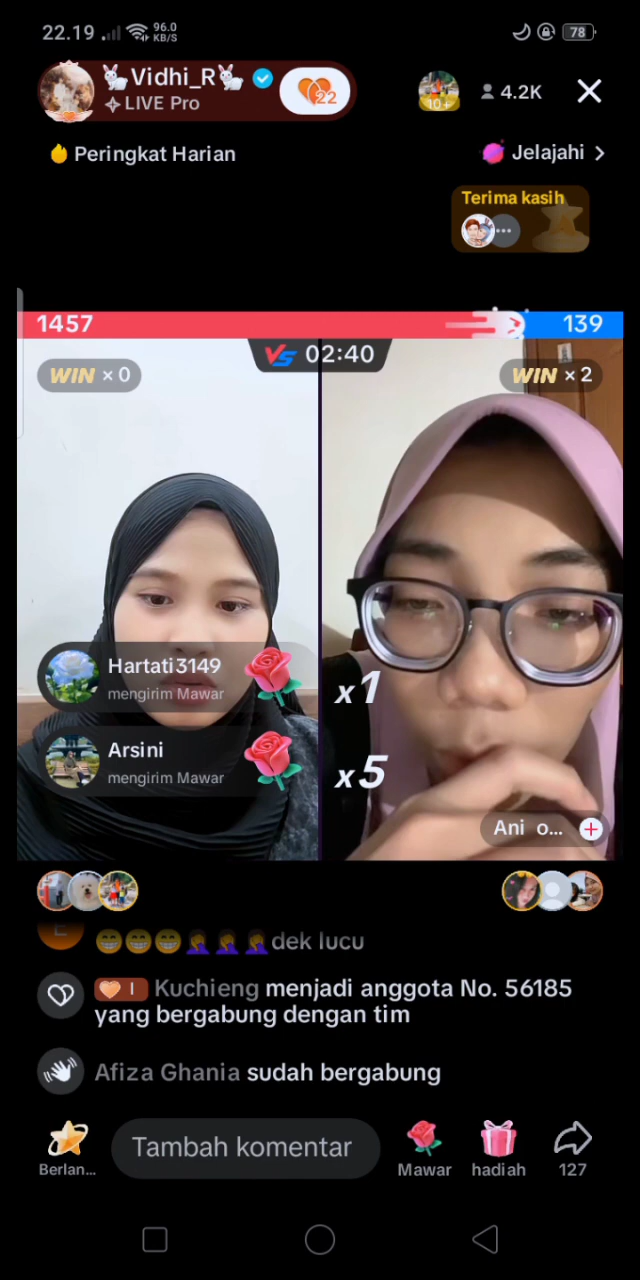 22.19
96.0
KB/S
78
Vidhi_R
LIVE Pro
22
10+
4.2K
Peringkat Harian
Jelajahi
Terima kasih
1457
139
VS 02:40
WIN × 0
WIN × 2
Hartati3149
mengirim Mawar
x1
Arsini
mengirim Mawar
x5
Ani o...
dek lucu
I Kuchieng menjadi anggota No. 56185
yang bergabung dengan tim
Afiza Ghania sudah bergabung
Berlan...
Tambah komentar
Mawar
hadiah
127